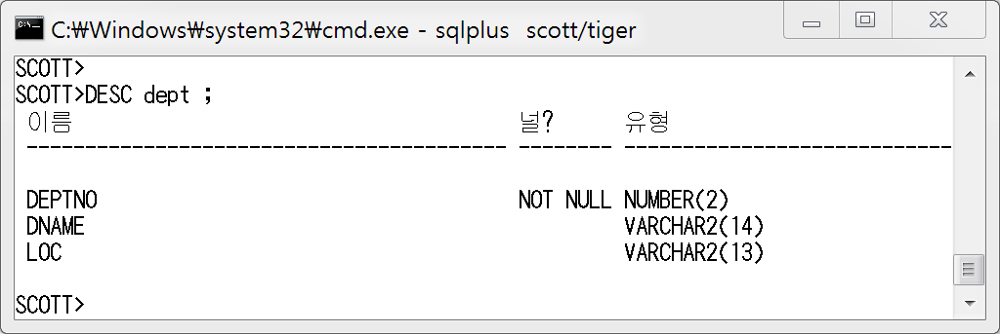 C:\Windows\system32\cmd.exe - sqlplus  scott/tiger
SCOTT>
SCOTT>DESC dept ;
이름 널? 유형
----------------------------------------- -------- ----------------------------
DEPTNO NOT NULL NUMBER(2)
DNAME VARCHAR2(14)
LOC VARCHAR2(13)
SCOTT>